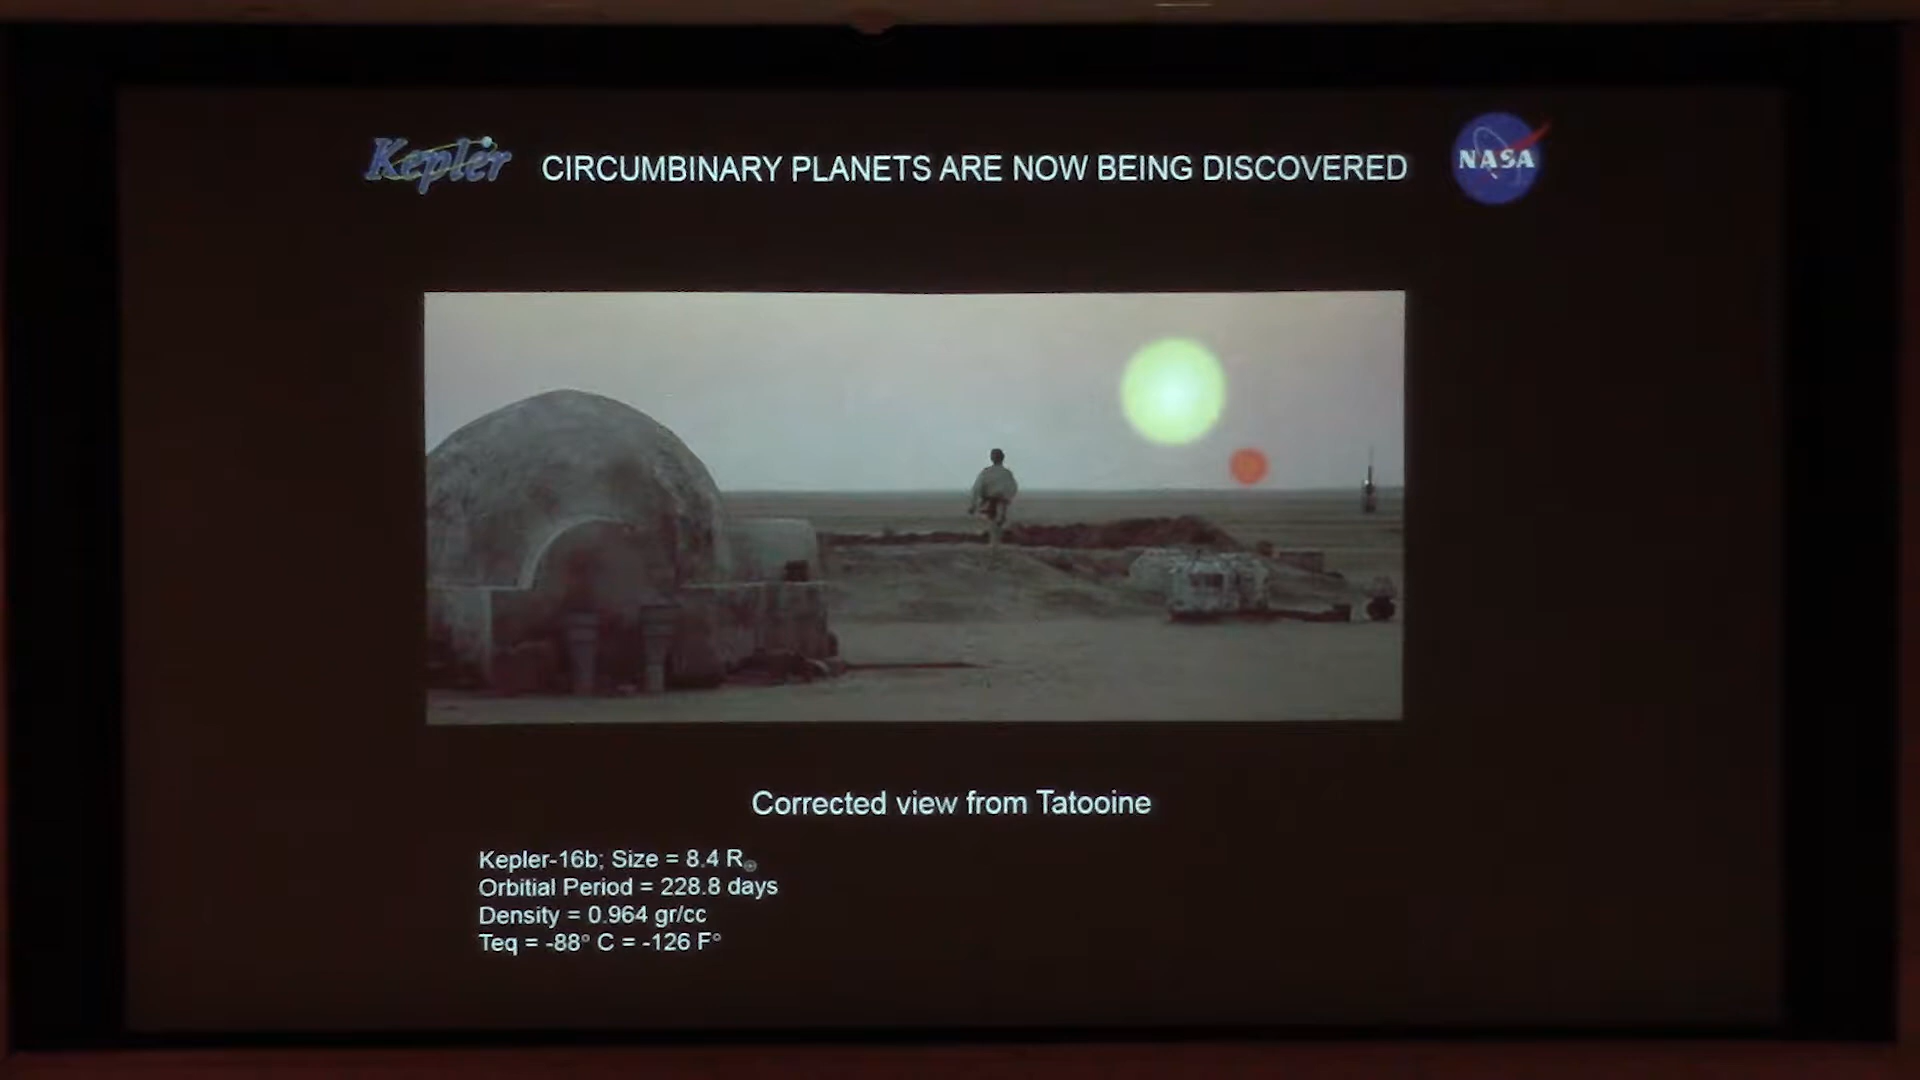 Kepler CIRCUMBINARY PLANETS ARE NOW BEING DISCOVERED NASA
Corrected view from Tatooine
Kepler-16b; Size = 8.4 R⊕
Orbitial Period = 228.8 days
Density = 0.964 gr/cc
Teq = -88° C = -126 F°